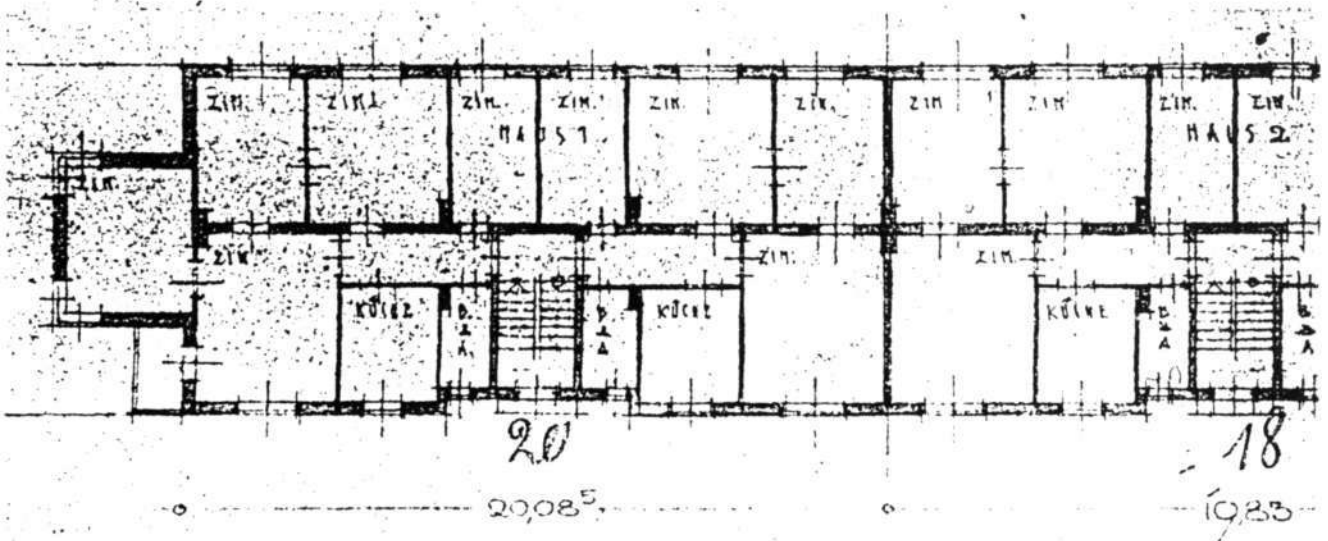 ZIM. ZIM. ZIM. ZIM. ZIM. ZIM. ZIM. ZIM. ZIM. ZIM.
HAUS 1 HAUS 2
ZIM.
ZIM. ZIM. ZIM.
KÜCHE KÜCHE KÜCHE
20 18
20,08⁵ 19,83